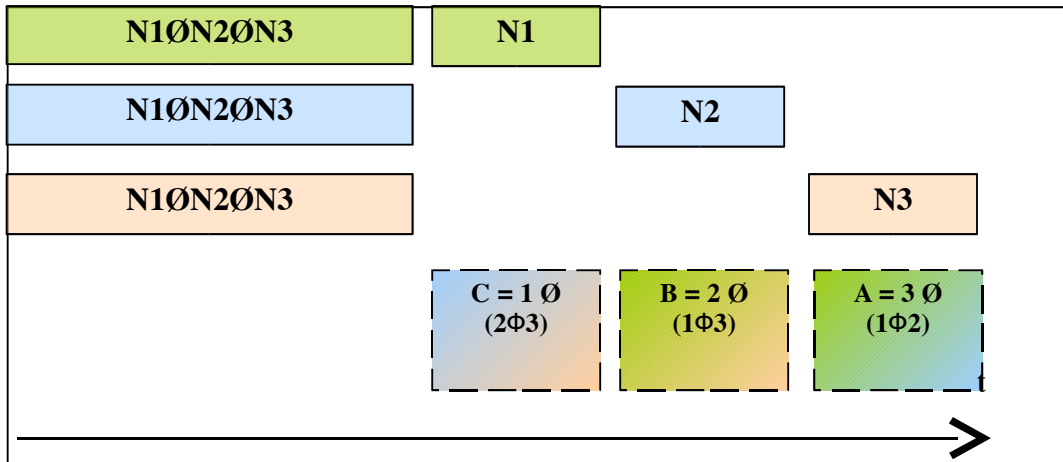 N1ØN2ØN3
N1
N1ØN2ØN3
N2
N1ØN2ØN3
N3
C = 1 Ø
(2Φ3)
B = 2 Ø
(1Φ3)
A = 3 Ø
(1Φ2)
t